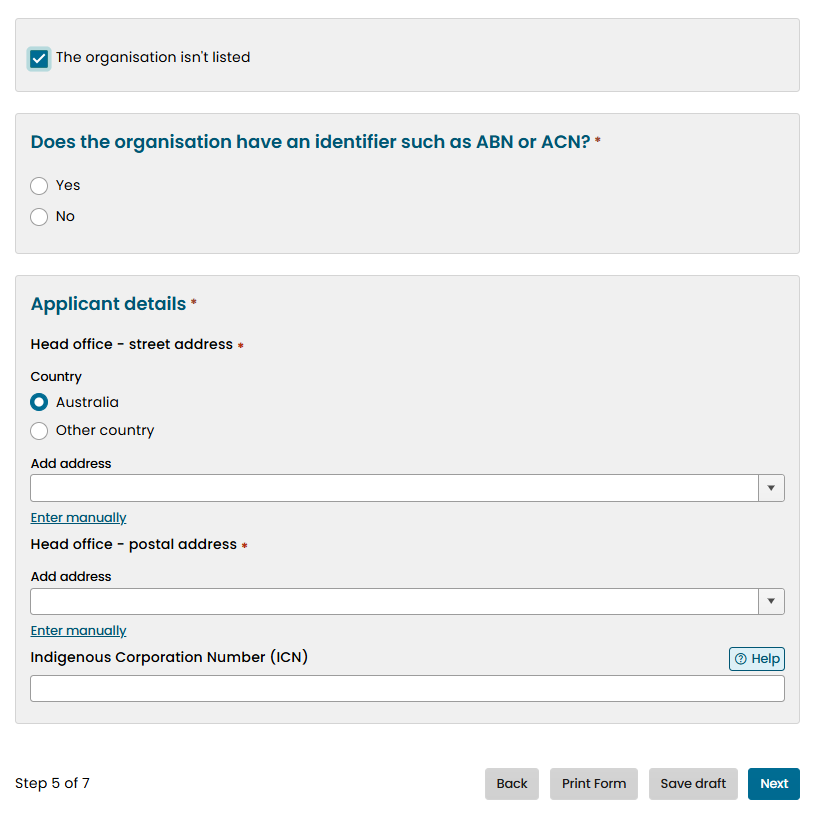 The organisation isn't listed
Does the organisation have an identifier such as ABN or ACN? *
Yes
No
Applicant details *
Head office - street address *
Country
Australia
Other country
Add address
Enter manually
Head office - postal address *
Add address
Enter manually
Indigenous Corporation Number (ICN)
Help
Step 5 of 7
Back
Print Form
Save draft
Next